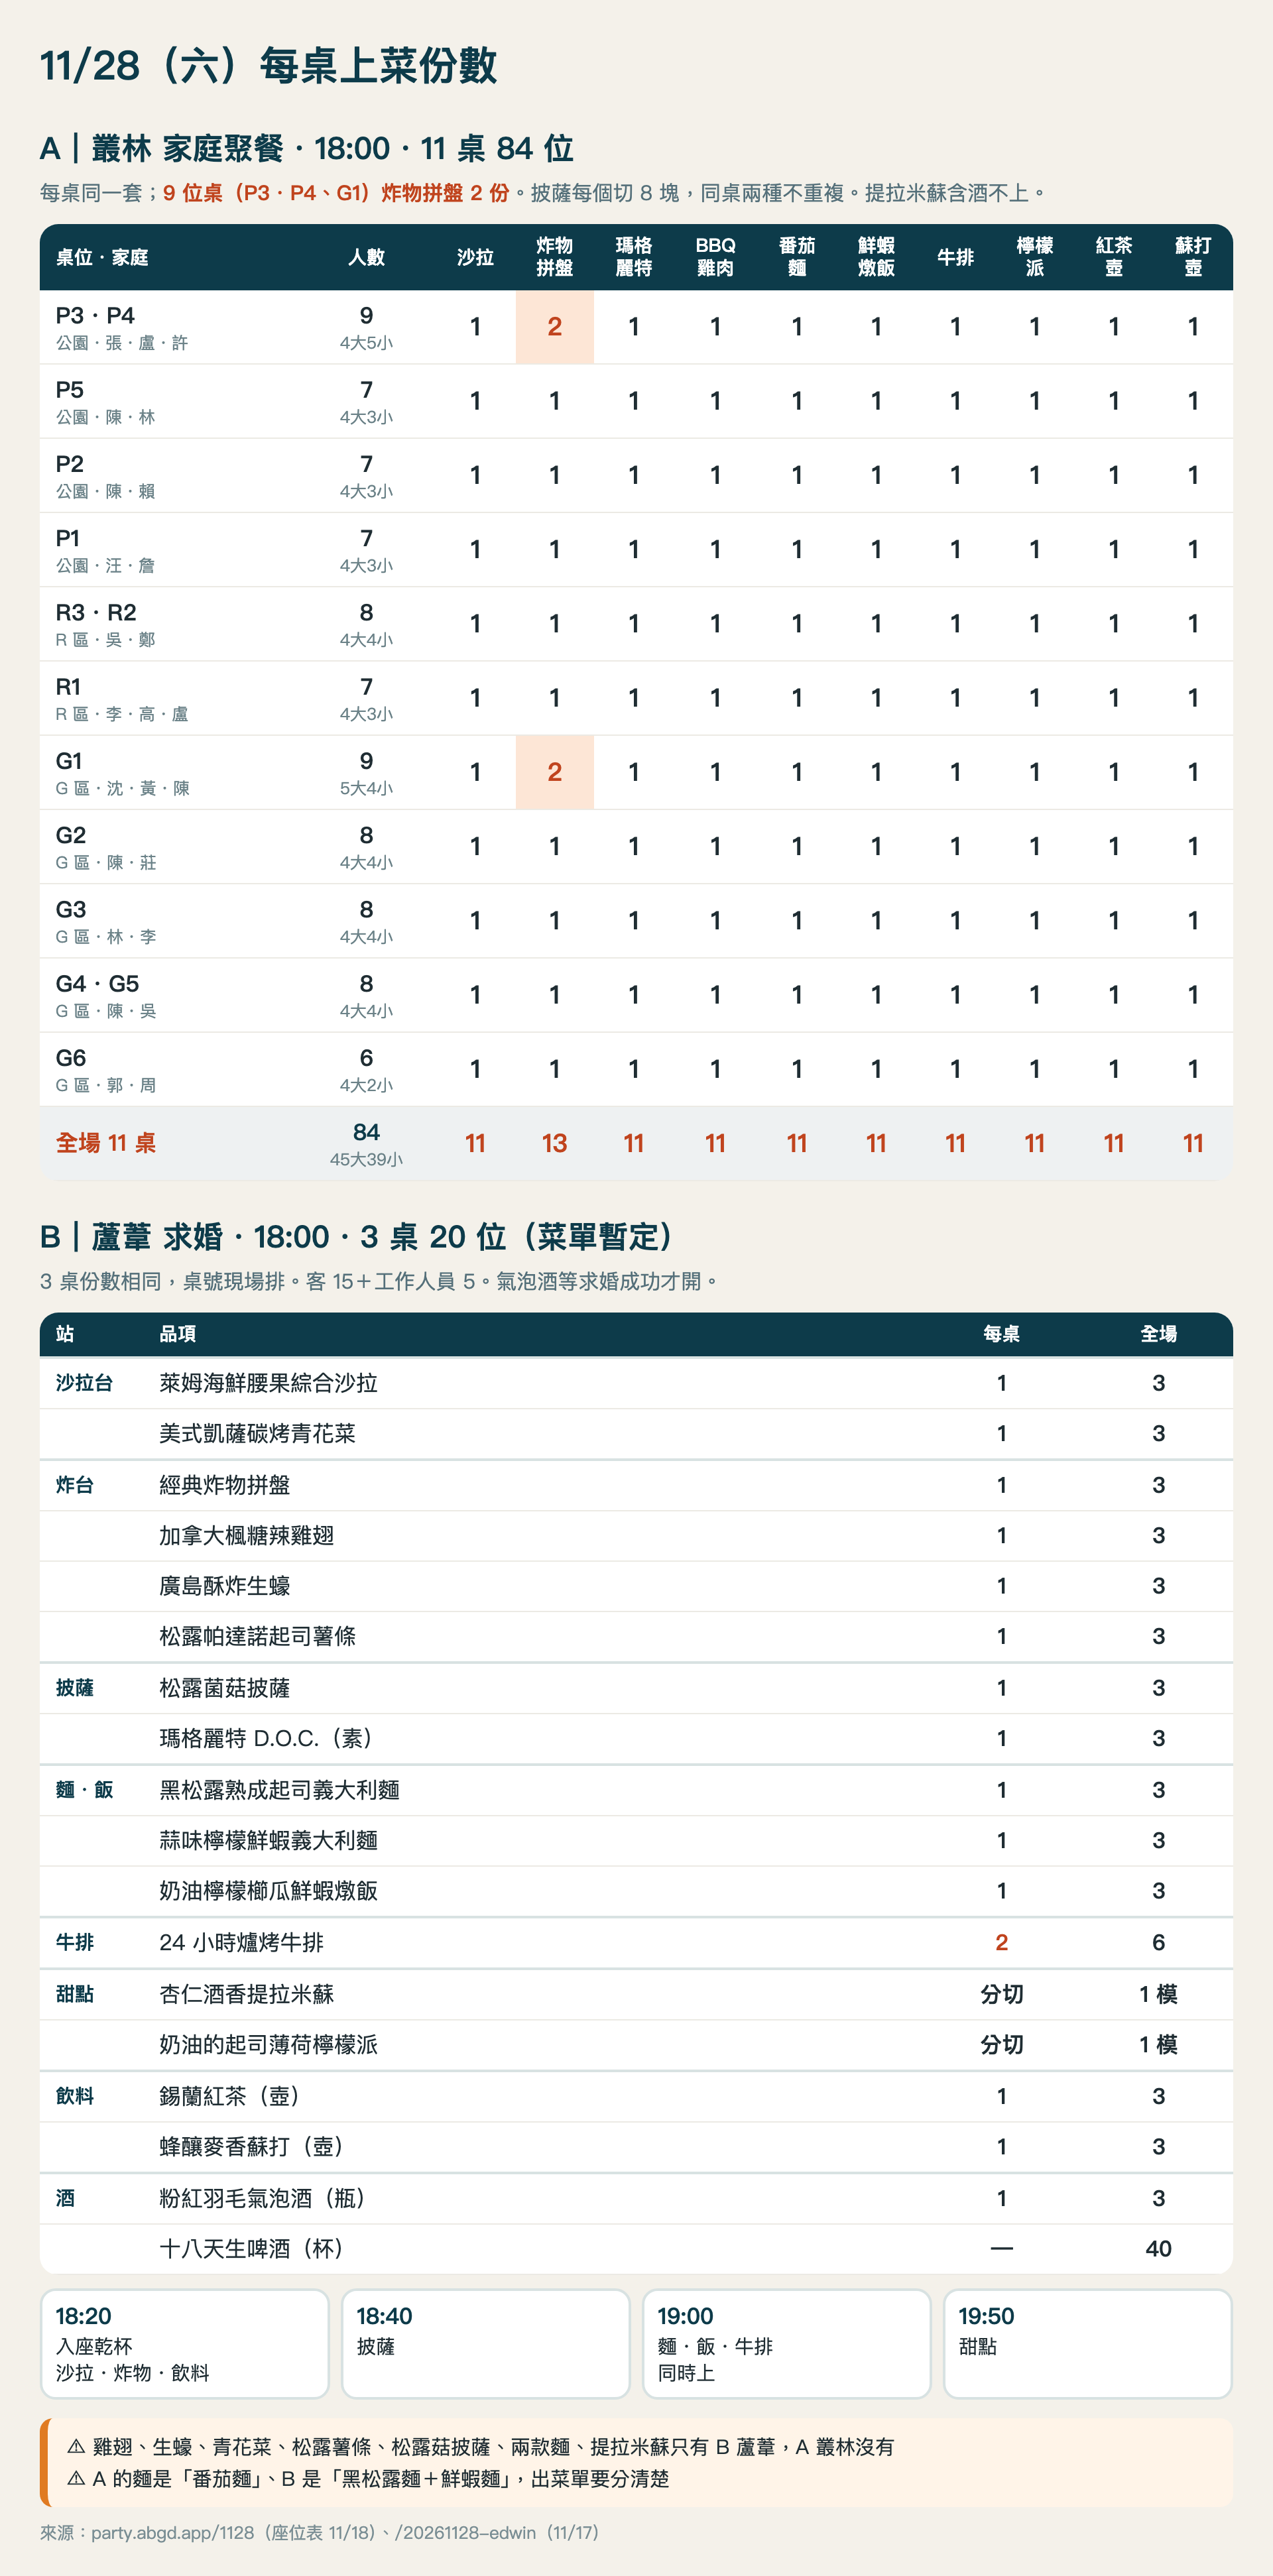 11/28（六）每桌上菜份數
A｜叢林 家庭聚餐 · 18:00 · 11 桌 84 位
每桌同一套；9 位桌（P3 · P4、G1）炸物拼盤 2 份。披薩每個切 8 塊，同桌兩種不重複。提拉米蘇含酒不上。
桌位 · 家庭 人數 沙拉 炸物拼盤 瑪格麗特 BBQ雞肉 番茄麵 鮮蝦燉飯 牛排 檸檬派 紅茶壺 蘇打壺
P3 · P4 9 1 2 1 1 1 1 1 1 1 1
公園 · 張 · 盧 · 許 4大5小
P5 7 1 1 1 1 1 1 1 1 1 1
公園 · 陳 · 林 4大3小
P2 7 1 1 1 1 1 1 1 1 1 1
公園 · 陳 · 賴 4大3小
P1 7 1 1 1 1 1 1 1 1 1 1
公園 · 汪 · 詹 4大3小
R3 · R2 8 1 1 1 1 1 1 1 1 1 1
R 區 · 吳 · 鄭 4大4小
R1 7 1 1 1 1 1 1 1 1 1 1
R 區 · 李 · 高 · 盧 4大3小
G1 9 1 2 1 1 1 1 1 1 1 1
G 區 · 沈 · 黃 · 陳 5大4小
G2 8 1 1 1 1 1 1 1 1 1 1
G 區 · 陳 · 莊 4大4小
G3 8 1 1 1 1 1 1 1 1 1 1
G 區 · 林 · 李 4大4小
G4 · G5 8 1 1 1 1 1 1 1 1 1 1
G 區 · 陳 · 吳 4大4小
G6 6 1 1 1 1 1 1 1 1 1 1
G 區 · 郭 · 周 4大2小
全場 11 桌 84 11 13 11 11 11 11 11 11 11 11
45大39小
B｜蘆葦 求婚 · 18:00 · 3 桌 20 位（菜單暫定）
3 桌份數相同，桌號現場排。客 15＋工作人員 5。氣泡酒等求婚成功才開。
站 品項 每桌 全場
沙拉台 萊姆海鮮腰果綜合沙拉 1 3
美式凱薩碳烤青花菜 1 3
炸台 經典炸物拼盤 1 3
加拿大楓糖辣雞翅 1 3
廣島酥炸生蠔 1 3
松露帕達諾起司薯條 1 3
披薩 松露菌菇披薩 1 3
瑪格麗特 D.O.C.（素） 1 3
麵 · 飯 黑松露熟成起司義大利麵 1 3
蒜味檸檬鮮蝦義大利麵 1 3
奶油檸檬櫛瓜鮮蝦燉飯 1 3
牛排 24 小時爐烤牛排 2 6
甜點 杏仁酒香提拉米蘇 分切 1 模
奶油的起司薄荷檸檬派 分切 1 模
飲料 錫蘭紅茶（壺） 1 3
蜂釀麥香蘇打（壺） 1 3
酒 粉紅羽毛氣泡酒（瓶） 1 3
十八天生啤酒（杯） — 40
18:20
入座乾杯
沙拉 · 炸物 · 飲料
18:40
披薩
19:00
麵 · 飯 · 牛排
同時上
19:50
甜點
⚠ 雞翅、生蠔、青花菜、松露薯條、松露菇披薩、兩款麵、提拉米蘇只有 B 蘆葦，A 叢林沒有
⚠ A 的麵是「番茄麵」、B 是「黑松露麵＋鮮蝦麵」，出菜單要分清楚
來源：party.abgd.app/1128（座位表 11/18）、/20261128-edwin（11/17）